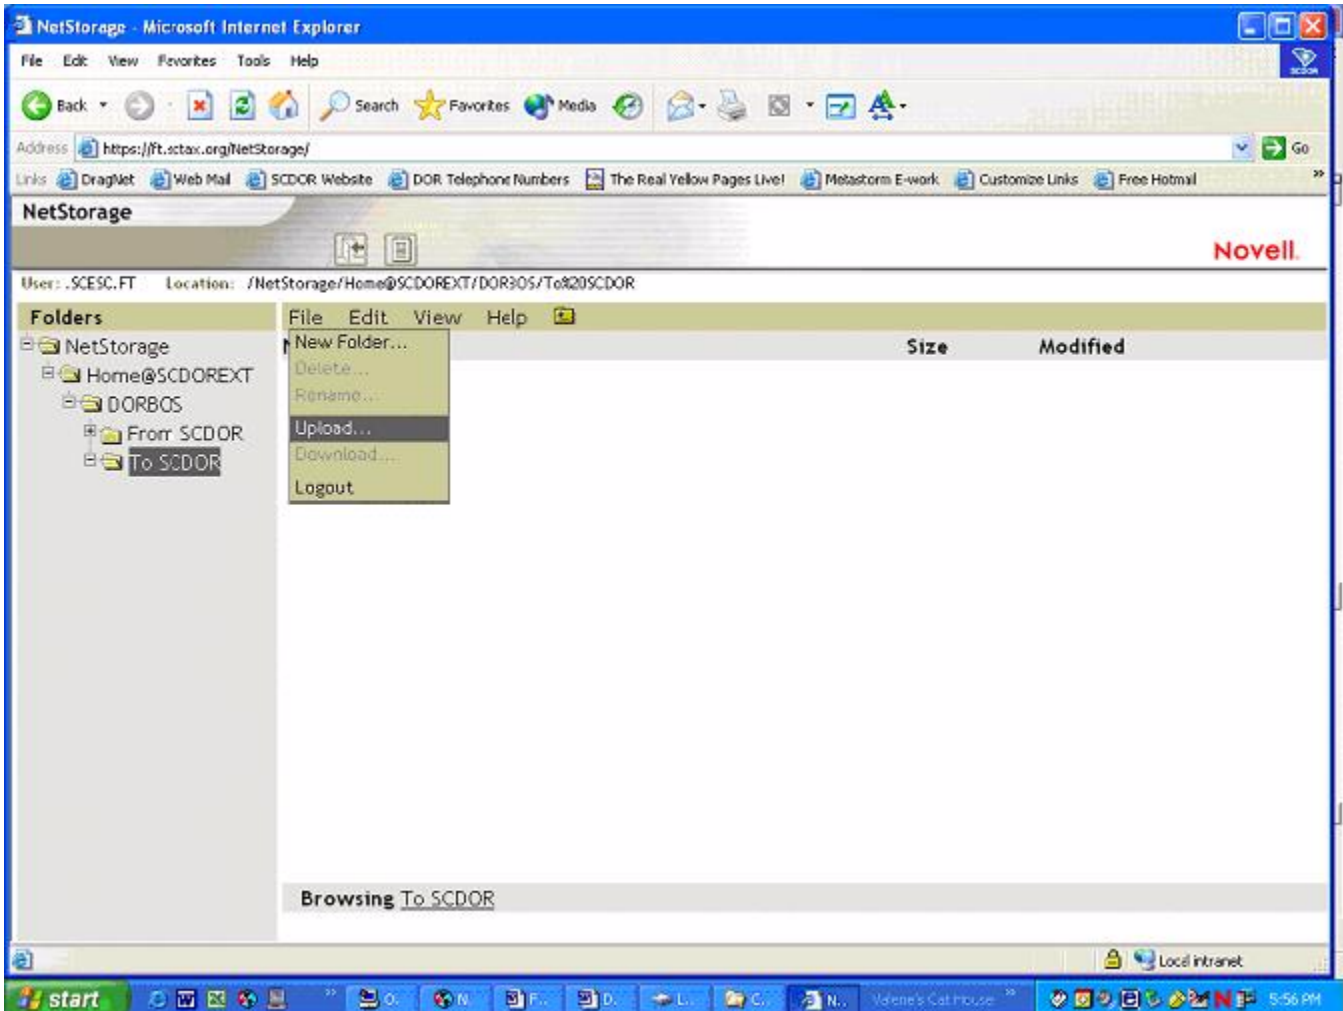 NetStorage - Microsoft Internet Explorer
File Edit View Favorites Tools Help
SCDOR
Back Search Favorites Media
Address https://ft.sctax.org/NetStorage/ Go
Links DragNet Web Mail SCDOR Website DOR Telephone Numbers The Real Yellow Pages Live! Metastorm E-work Customize Links Free Hotmail »
NetStorage
Novell.
User: .SCESC.FT Location: /NetStorage/Home@SCDOREXT/DORBOS/To%20SCDOR
Folders File Edit View Help
NetStorage New Folder... Size Modified
Home@SCDOREXT Delete...
DORBOS Rename...
From SCDOR Upload...
To SCDOR Download...
Logout
Browsing To SCDOR
Local intranet
start » O. N. F.. D. L.. C.. N.. Valerie's Cat House » 5:56 PM